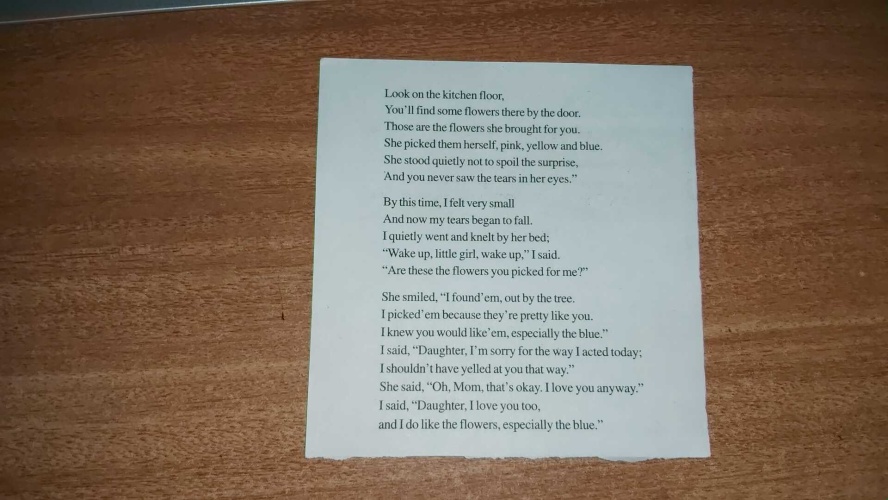 Look on the kitchen floor,
You'll find some flowers there by the door.
Those are the flowers she brought for you.
She picked them herself, pink, yellow and blue.
She stood quietly not to spoil the surprise,
And you never saw the tears in her eyes.”
By this time, I felt very small
And now my tears began to fall.
I quietly went and knelt by her bed;
“Wake up, little girl, wake up,” I said.
“Are these the flowers you picked for me?”
She smiled, “I found’em, out by the tree.
I picked’em because they’re pretty like you.
I knew you would like’em, especially the blue.”
I said, “Daughter, I’m sorry for the way I acted today;
I shouldn’t have yelled at you that way.”
She said, “Oh, Mom, that’s okay. I love you anyway.”
I said, “Daughter, I love you too,
and I do like the flowers, especially the blue.”